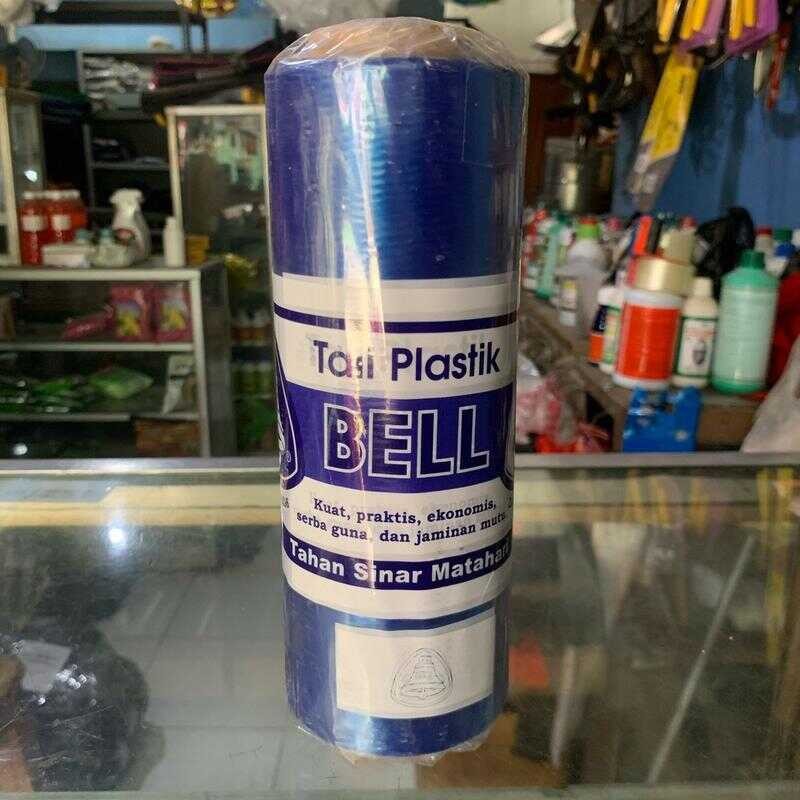 Tali Plastik
BELL
Kuat, praktis, ekonomis,
serba guna, dan jaminan mutu.
Tahan Sinar Matahari